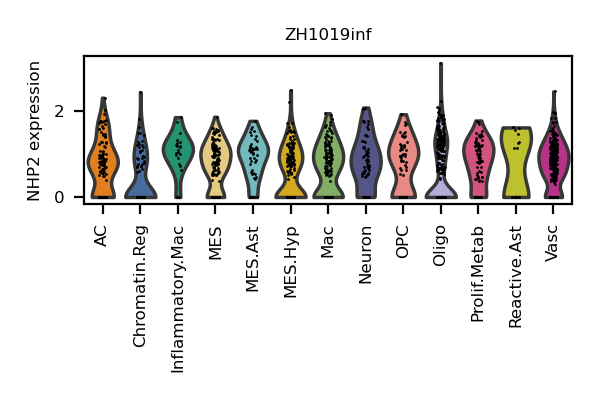 ZH1019inf
NHP2 expression
2
0
AC
Chromatin.Reg
Inflammatory.Mac
MES
MES.Ast
MES.Hyp
Mac
Neuron
OPC
Oligo
Prolif.Metab
Reactive.Ast
Vasc